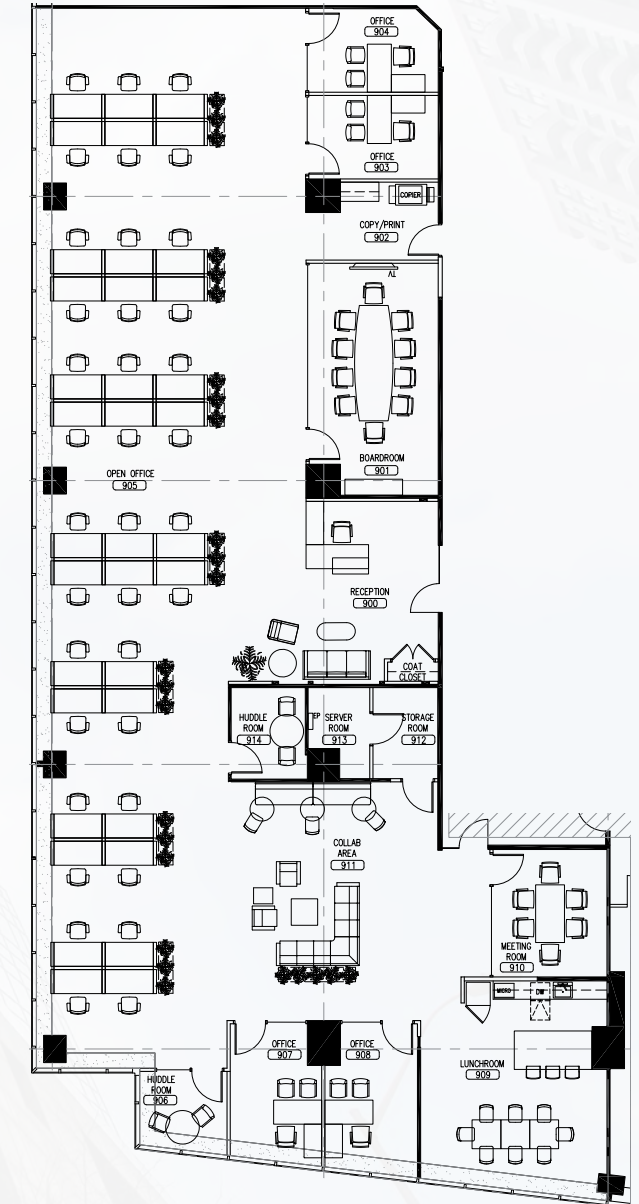 OFFICE
904
OFFICE
903
COPIER
COPY/PRINT
902
TV
BOARDROOM
901
OPEN OFFICE
905
RECEPTION
900
COAT
CLOSET
HUDDLE
ROOM
914
EP
SERVER
ROOM
913
STORAGE
ROOM
912
COLLAB
AREA
911
MEETING
ROOM
910
MICRO
DW
OFFICE
907
OFFICE
908
LUNCHROOM
909
HUDDLE
ROOM
906